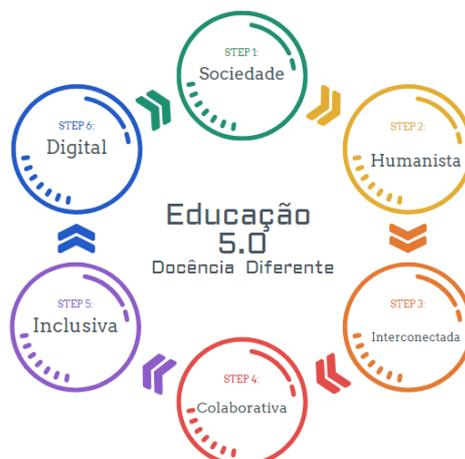 STEP 1:
Sociedade
STEP 6:
Digital
STEP 2:
Humanista
Educação
5.0
Docência Diferente
STEP 5:
Inclusiva
STEP 3:
Interconectada
STEP 4:
Colaborativa